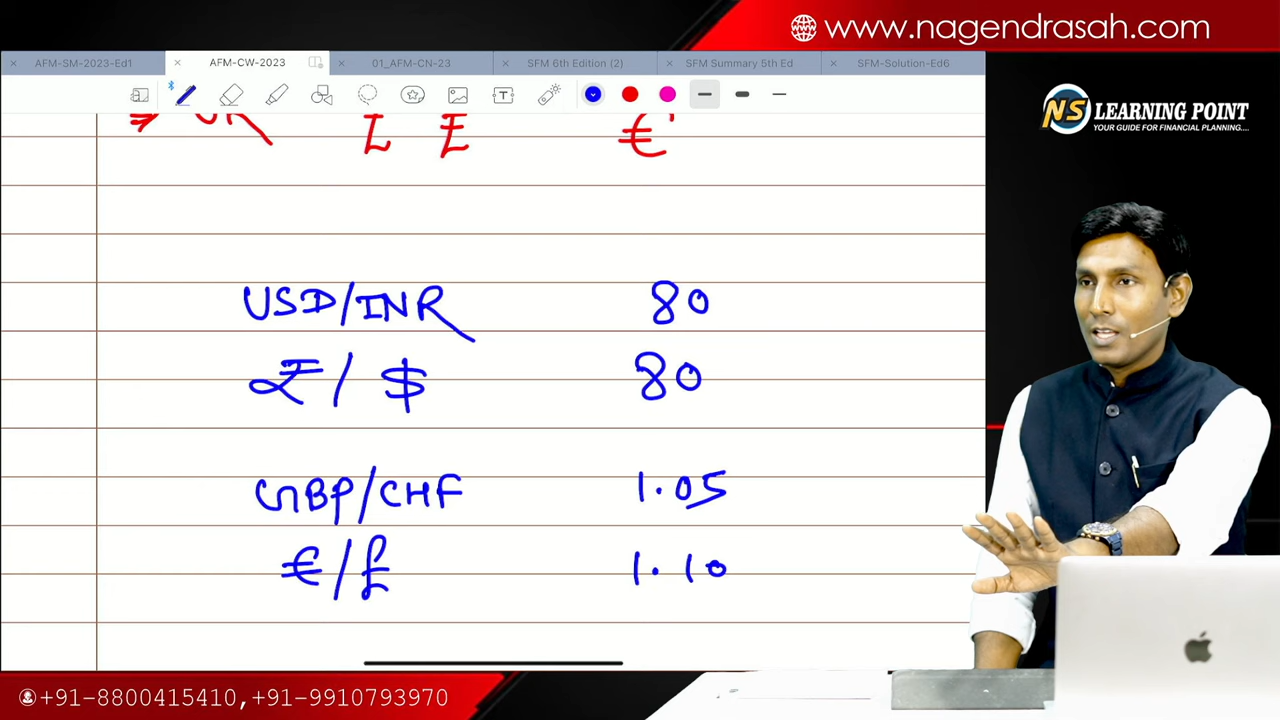 www.nagendrasah.com
AFM-SM-2023-Ed1 AFM-CW-2023 01_AFM-CN-23 SFM 6th Edition (2) SFM Summary 5th Ed SFM-Solution-Ed6
NS LEARNING POINT
YOUR GUIDE FOR FINANCIAL PLANNING....
£ £ €
USD/INR 80
₹/$ 80
GBP/CHF 1.05
€/£ 1.10
+91-8800415410,+91-9910793970